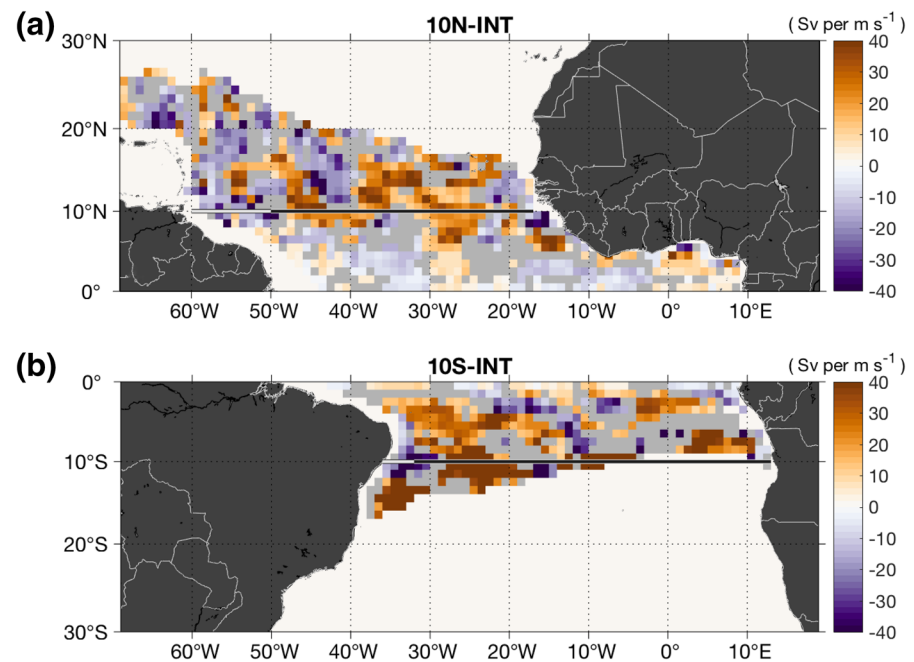 (a) 10N-INT ( Sv per m s⁻¹ )
30°N 40
30
20°N 20
10
0
10°N -10
-20
-30
0° -40
60°W 50°W 40°W 30°W 20°W 10°W 0° 10°E
(b) 10S-INT ( Sv per m s⁻¹ )
0° 40
30
10°S 20
10
0
20°S -10
-20
-30
30°S -40
60°W 50°W 40°W 30°W 20°W 10°W 0° 10°E